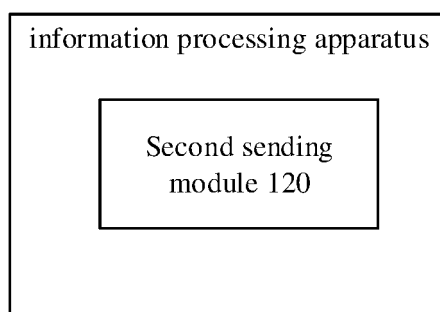 information processing apparatus
Second sending
module 120